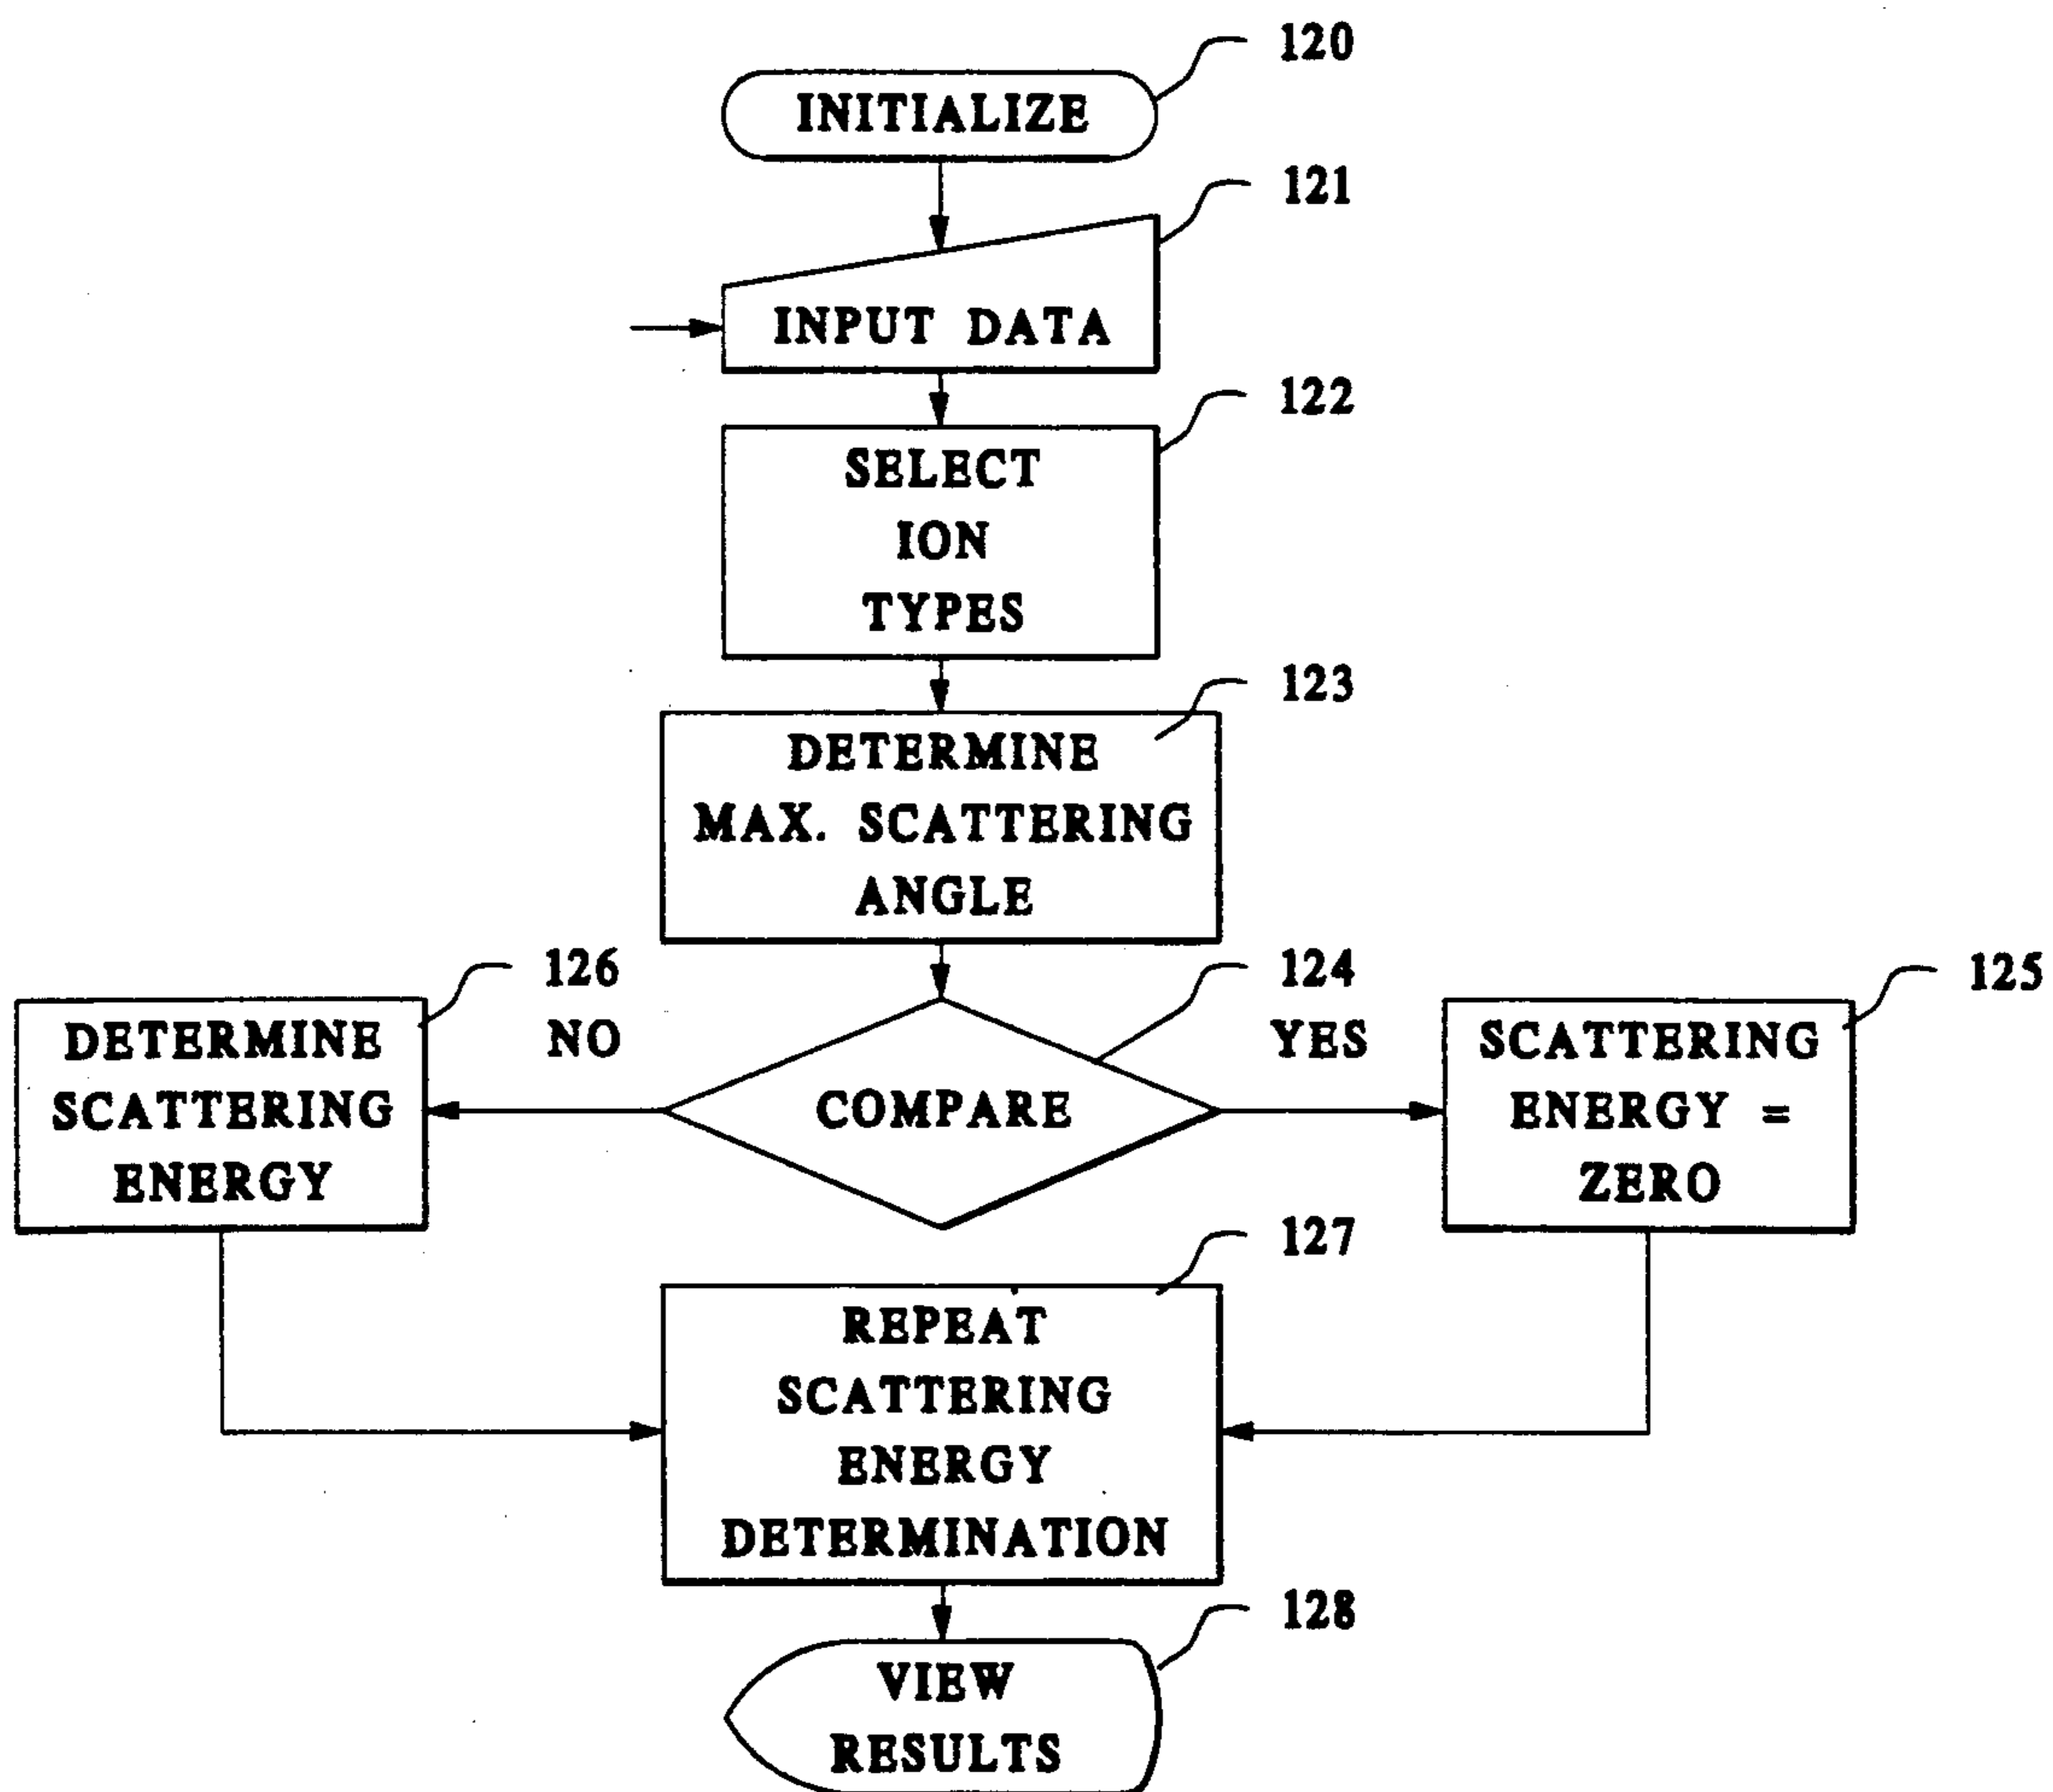 120
INITIALIZE
121
INPUT DATA
122
SELECT
ION
TYPES
123
DETERMINE
MAX. SCATTERING
ANGLE
124
COMPARE
YES
125
SCATTERING
ENERGY =
ZERO
126
NO
DETERMINE
SCATTERING
ENERGY
127
REPEAT
SCATTERING
ENERGY
DETERMINATION
128
VIEW
RESULTS